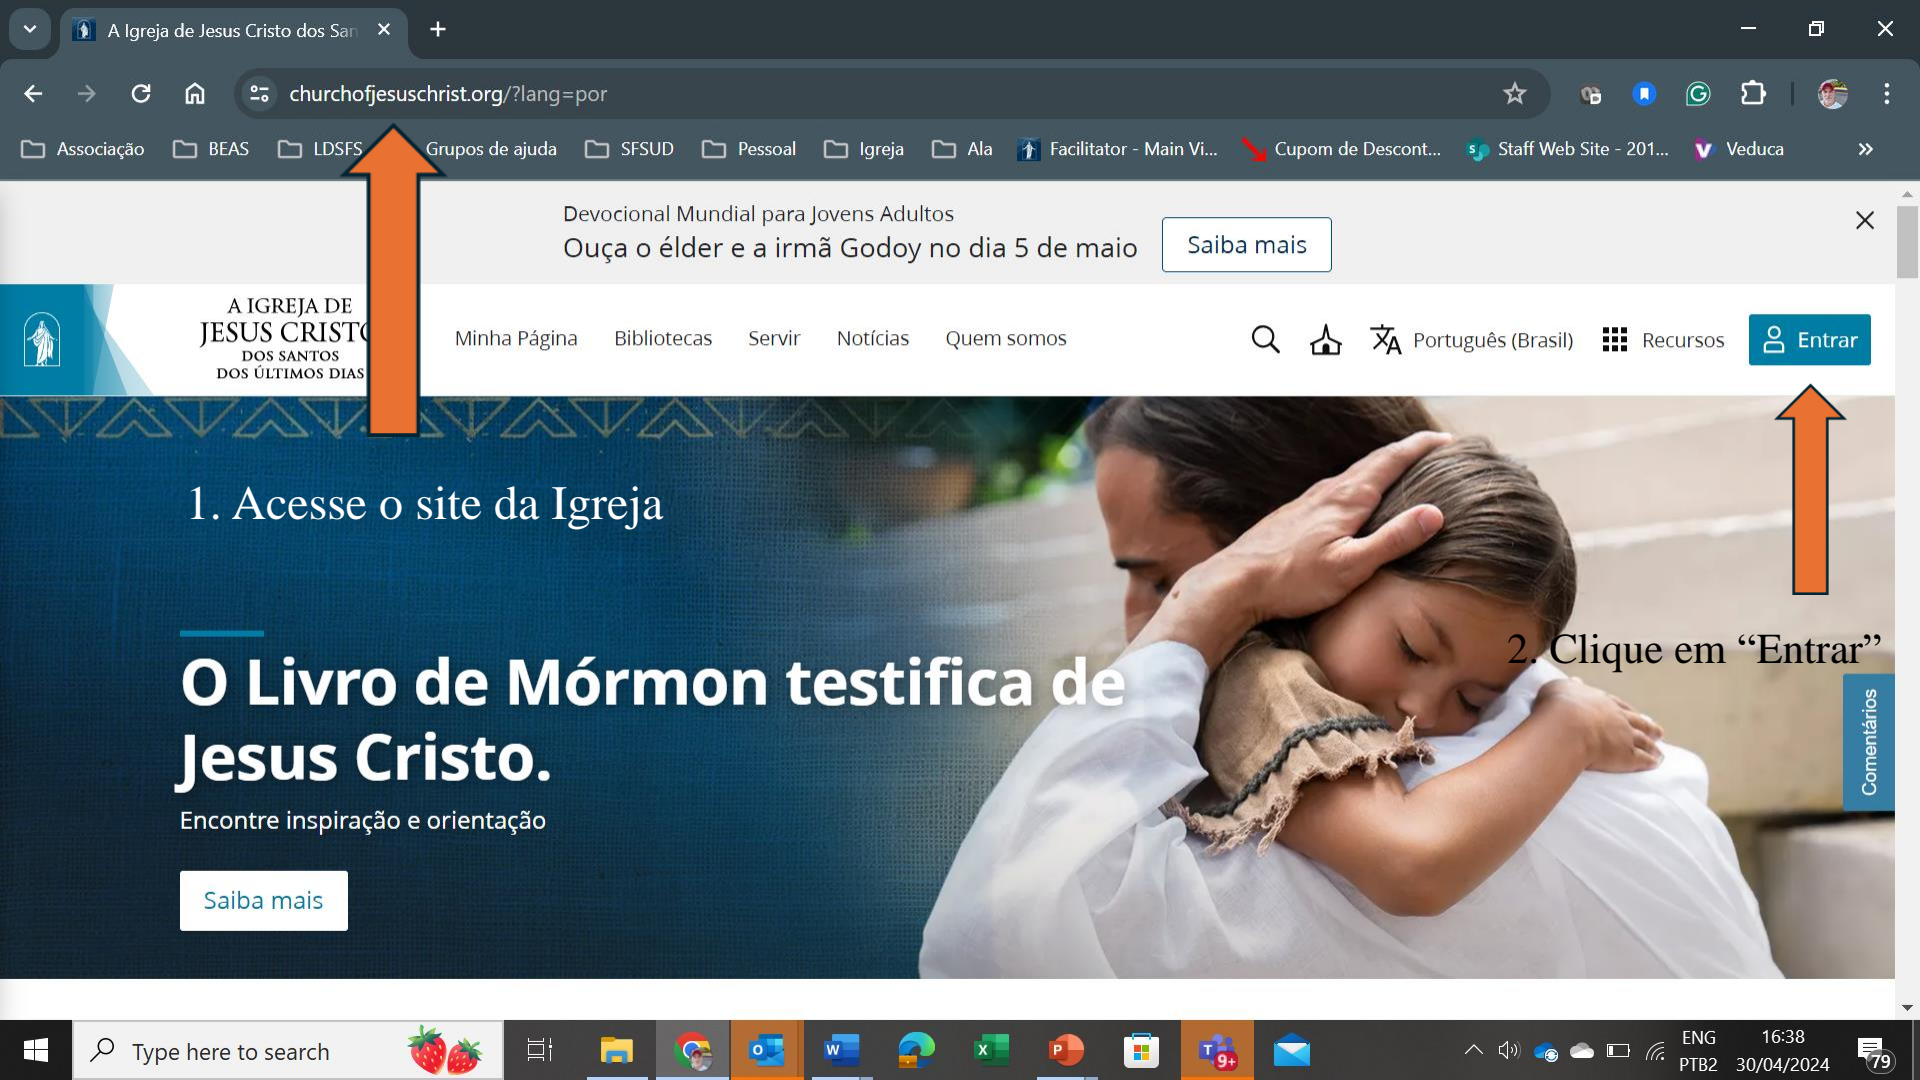 A Igreja de Jesus Cristo dos San
churchofjesuschrist.org/?lang=por
Associação BEAS LDSFS Grupos de ajuda SFSUD Pessoal Igreja Ala Facilitator - Main Vi... Cupom de Descont... Staff Web Site - 201... Veduca
Devocional Mundial para Jovens Adultos
Ouça o élder e a irmã Godoy no dia 5 de maio
Saiba mais
A IGREJA DE
JESUS CRISTO
DOS SANTOS
DOS ÚLTIMOS DIAS
Minha Página Bibliotecas Servir Notícias Quem somos Português (Brasil) Recursos Entrar
1. Acesse o site da Igreja
2. Clique em “Entrar”
O Livro de Mórmon testifica de
Jesus Cristo.
Encontre inspiração e orientação
Saiba mais
Comentários
Type here to search
9+
ENG
PTB2
16:38
30/04/2024
79